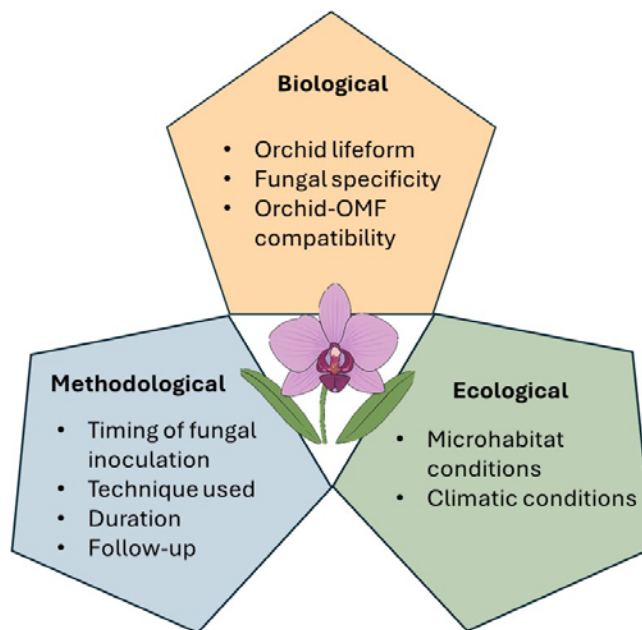 Biological
• Orchid lifeform
• Fungal specificity
• Orchid-OMF
compatibility
Methodological
• Timing of fungal
inoculation
• Technique used
• Duration
• Follow-up
Ecological
• Microhabitat
conditions
• Climatic conditions